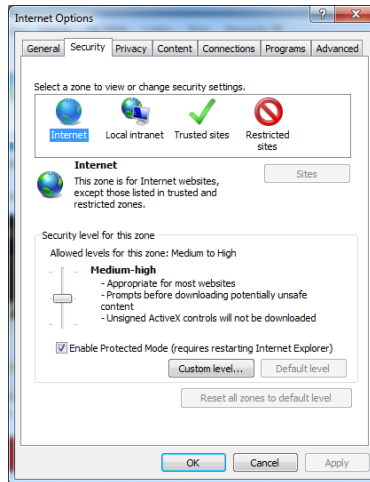 Internet Options
General Security Privacy Content Connections Programs Advanced
Select a zone to view or change security settings.
Internet Local intranet Trusted sites Restricted
sites
Internet
Sites
This zone is for Internet websites,
except those listed in trusted and
restricted zones.
Security level for this zone
Allowed levels for this zone: Medium to High
Medium-high
- Appropriate for most websites
- Prompts before downloading potentially unsafe
content
- Unsigned ActiveX controls will not be downloaded
Enable Protected Mode (requires restarting Internet Explorer)
Custom level... Default level
Reset all zones to default level
OK Cancel Apply